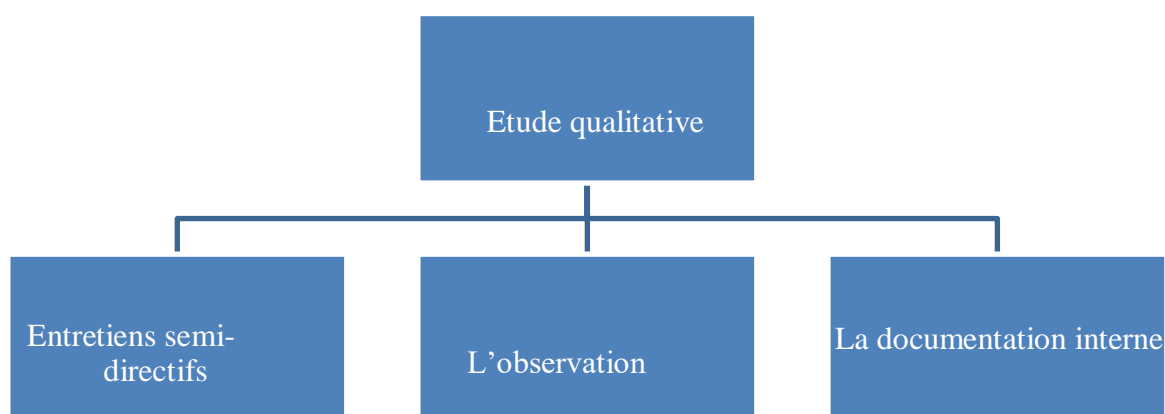 Etude qualitative
Entretiens semi-
directifs
L’observation
La documentation interne